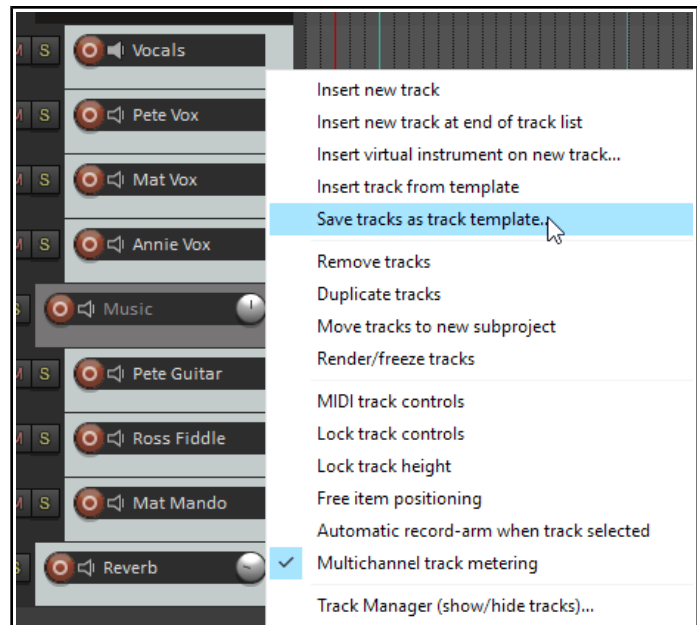 S Vocals
M S Pete Vox
M S Mat Vox
M S Annie Vox
S Music
M S Pete Guitar
M S Ross Fiddle
M S Mat Mando
S Reverb
Insert new track
Insert new track at end of track list
Insert virtual instrument on new track...
Insert track from template
Save tracks as track template...
Remove tracks
Duplicate tracks
Move tracks to new subproject
Render/freeze tracks
MIDI track controls
Lock track controls
Lock track height
Free item positioning
Automatic record-arm when track selected
Multichannel track metering
Track Manager (show/hide tracks)...